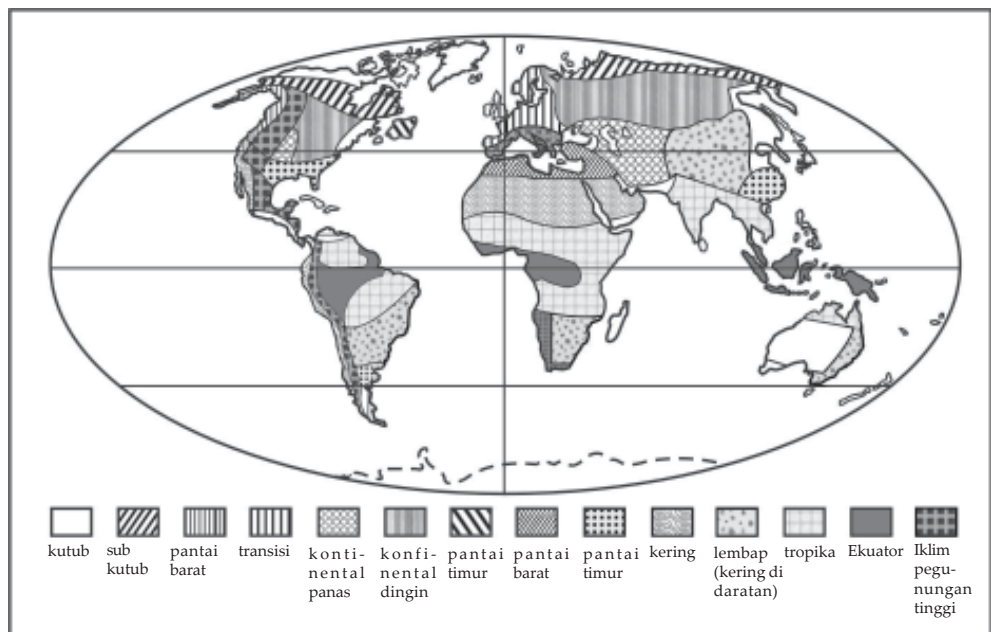 kutub
sub
kutub
pantai
barat
transisi
konti-
nental
panas
konfi-
nental
dingin
pantai
timur
pantai
barat
pantai
timur
kering
lembap
(kering di
daratan)
tropika
Ekuator
Iklim
pegu-
nungan
tinggi